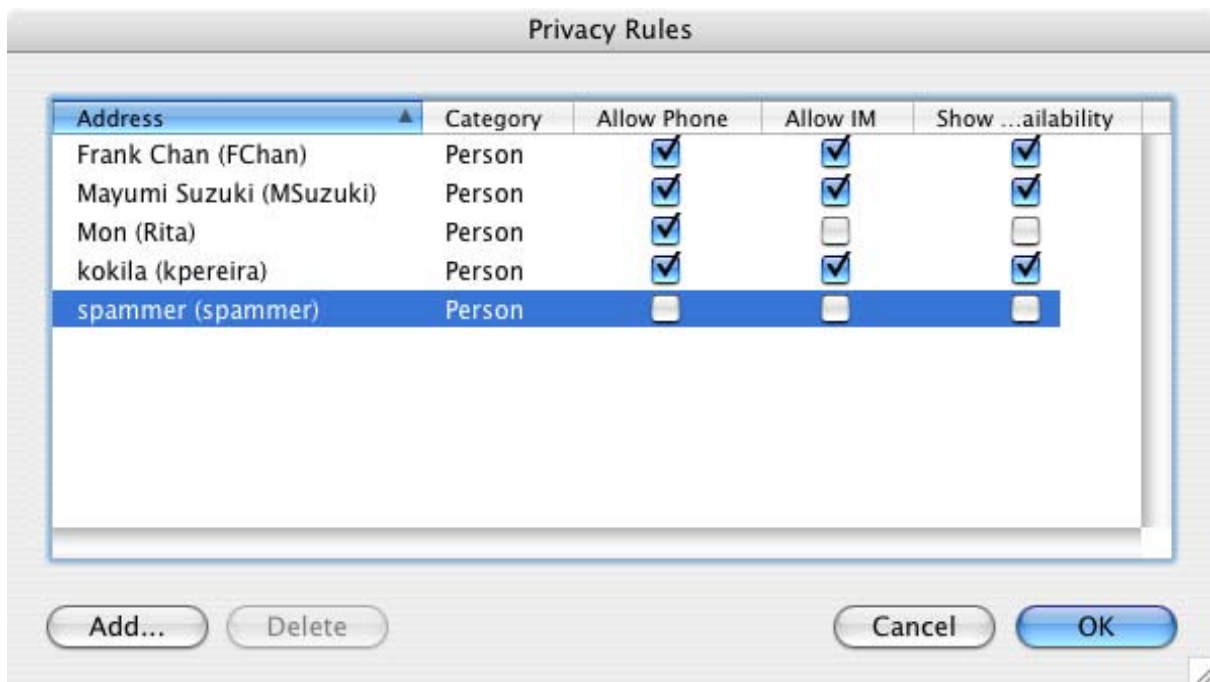 Privacy Rules
Address Category Allow Phone Allow IM Show ...ailability
Frank Chan (FChan) Person
Mayumi Suzuki (MSuzuki) Person
Mon (Rita) Person
kokila (kpereira) Person
spammer (spammer) Person
Add... Delete Cancel OK